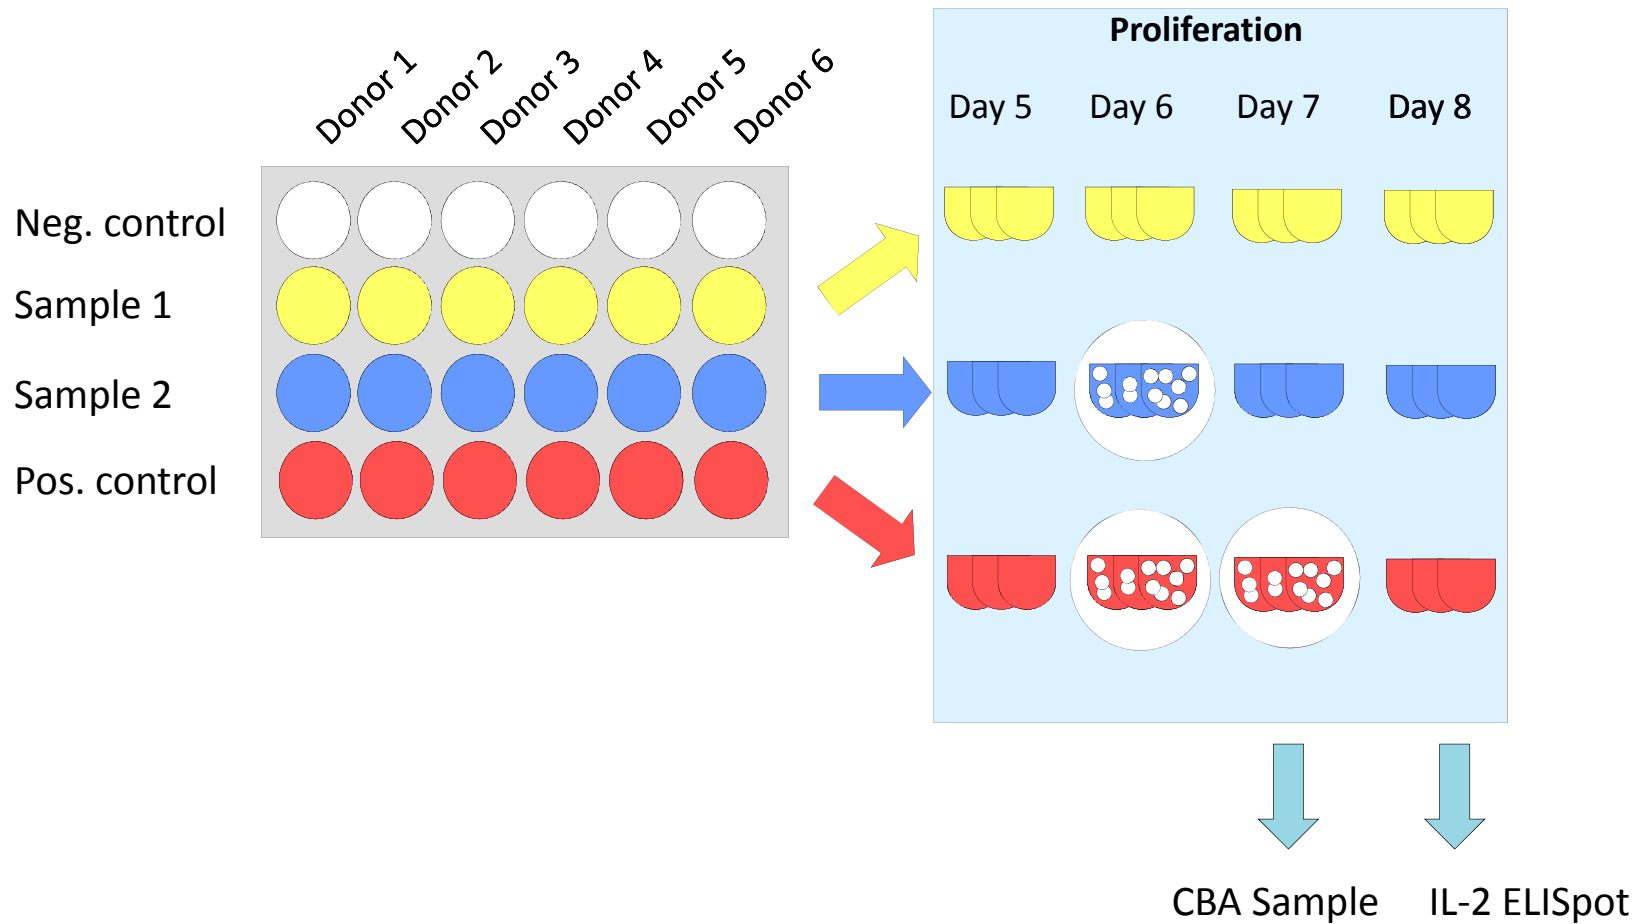 Proliferation
Donor 1
Donor 2
Donor 3
Donor 4
Donor 5
Donor 6
Day 5
Day 6
Day 7
Day 8
Neg. control
Sample 1
Sample 2
Pos. control
CBA Sample
IL-2 ELISpot